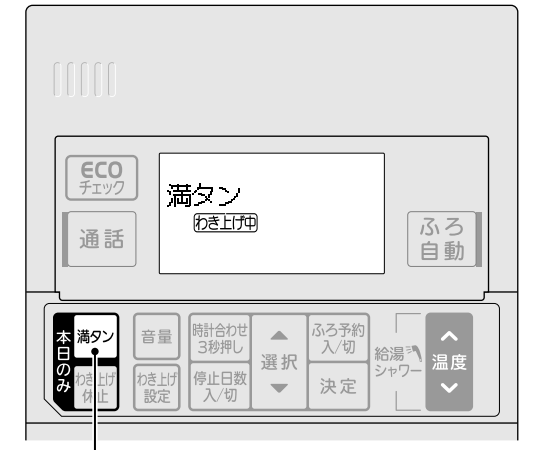 ECO
チェック
通話
満タン
わき上げ中
ふろ
自動
本日のみ
満タン
わき上げ
休止
音量
わき上げ
設定
時計合わせ
3秒押し
停止日数
入/切
選択
ふろ予約
入/切
決定
給湯
シャワー
温度